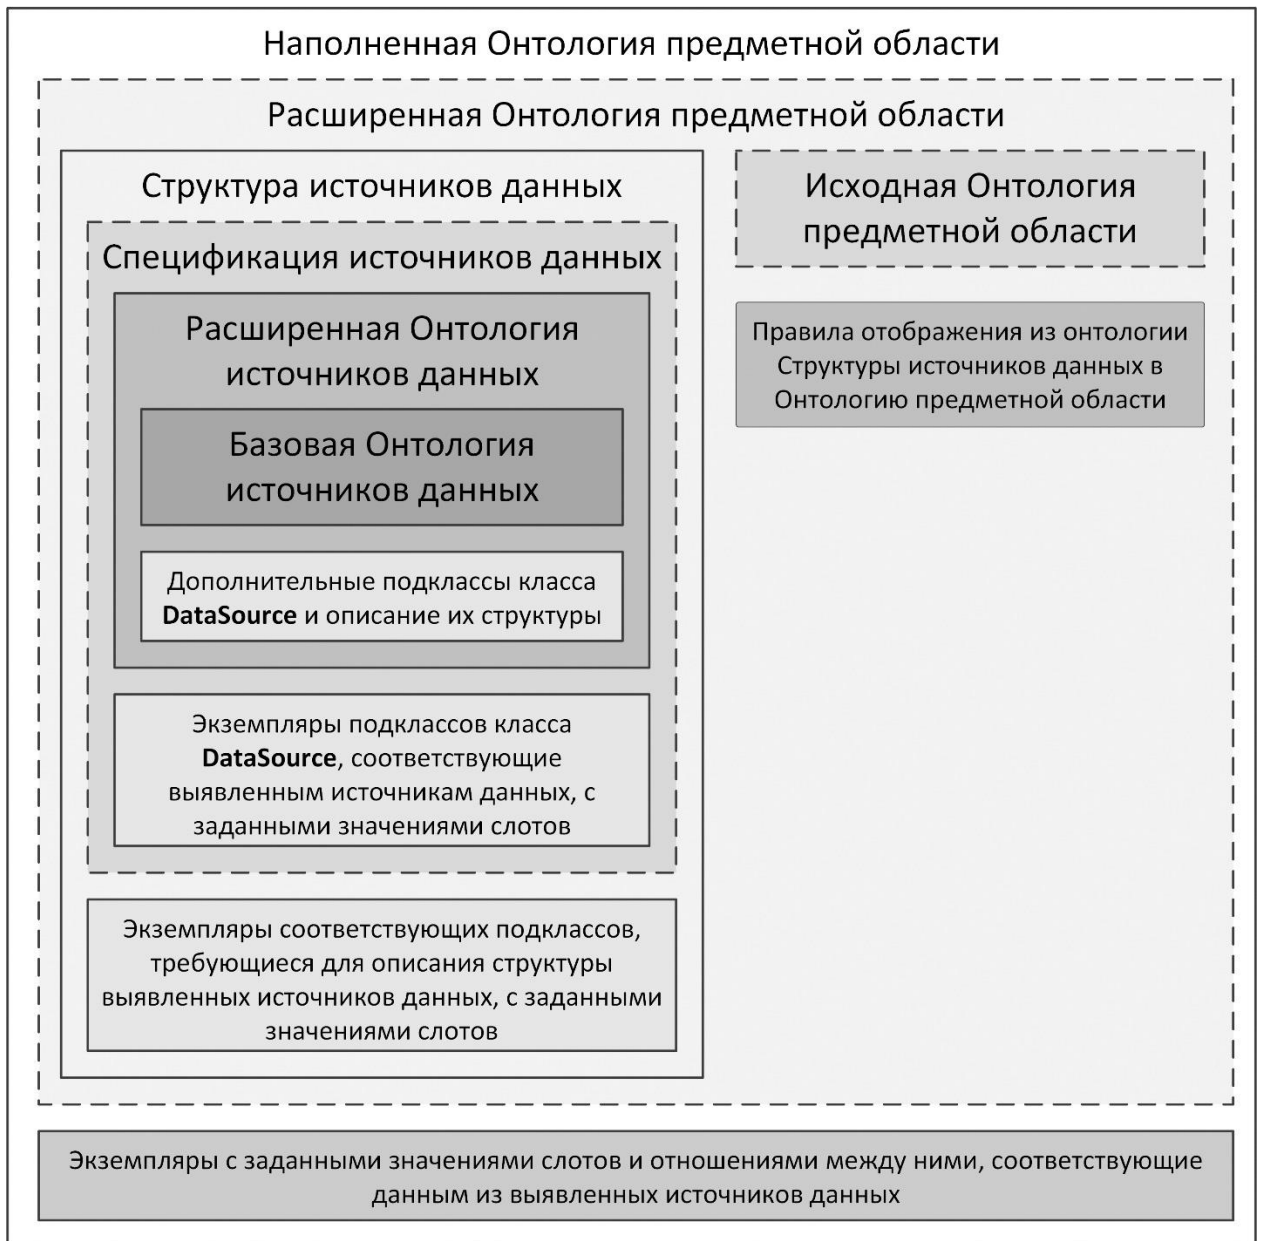 Наполненная Онтология предметной области
Расширенная Онтология предметной области
Структура источников данных
Спецификация источников данных
Расширенная Онтология
источников данных
Базовая Онтология
источников данных
Дополнительные подклассы класса
DataSource и описание их структуры
Экземпляры подклассов класса
DataSource, соответствующие
выявленным источникам данных, с
заданными значениями слотов
Экземпляры соответствующих подклассов,
требующиеся для описания структуры
выявленных источников данных, с заданными
значениями слотов
Исходная Онтология
предметной области
Правила отображения из онтологии
Структуры источников данных в
Онтологию предметной области
Экземпляры с заданными значениями слотов и отношениями между ними, соответствующие
данным из выявленных источников данных